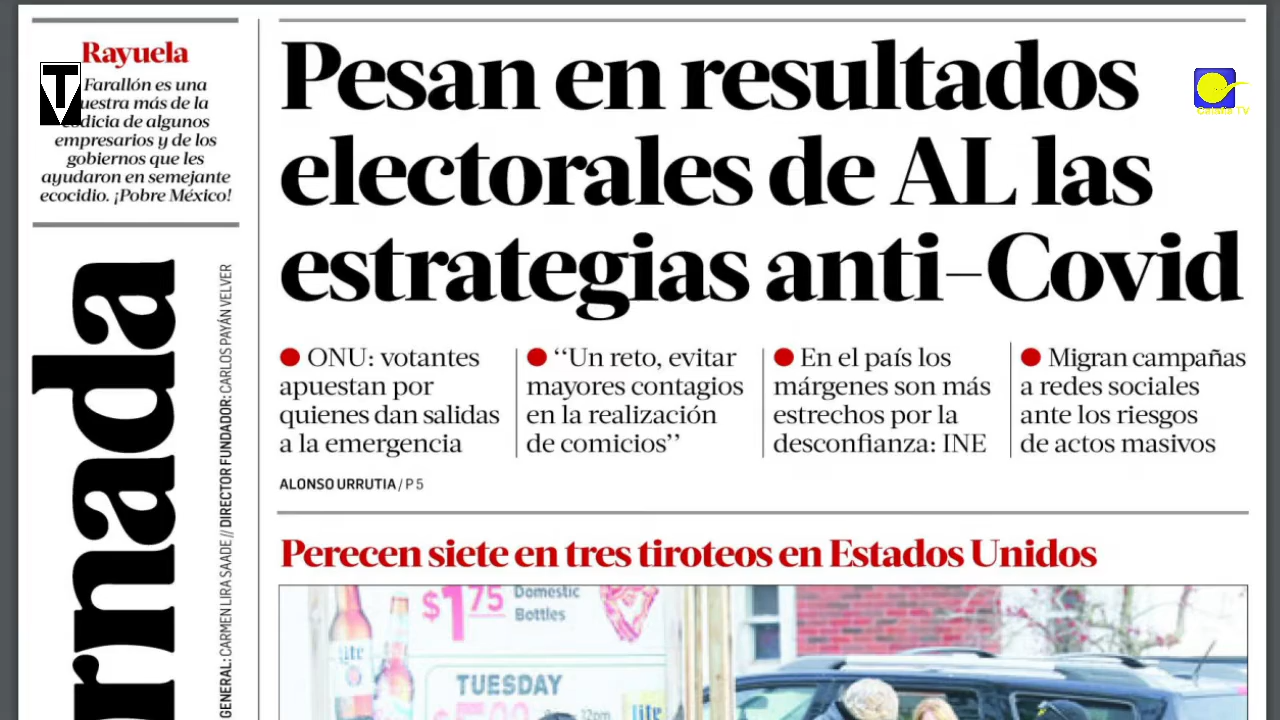 Rayuela
Farallón es una
uestra más de la
codicia de algunos
empresarios y de los
gobiernos que les
ayudaron en semejante
ecocidio. ¡Pobre México!
rnada
GENERAL: CARMEN LIRA SAADE // DIRECTOR FUNDADOR: CARLOS PAYÁN VELVER
Pesan en resultados
electorales de AL las
estrategias anti-Covid
ONU: votantes
apuestan por
quienes dan salidas
a la emergencia
‘‘Un reto, evitar
mayores contagios
en la realización
de comicios’’
En el país los
márgenes son más
estrechos por la
desconfianza: INE
Migran campañas
a redes sociales
ante los riesgos
de actos masivos
ALONSO URRUTIA / P 5
Perecen siete en tres tiroteos en Estados Unidos
$1.75
Domestic
Bottles
lite
TUESDAY
lite